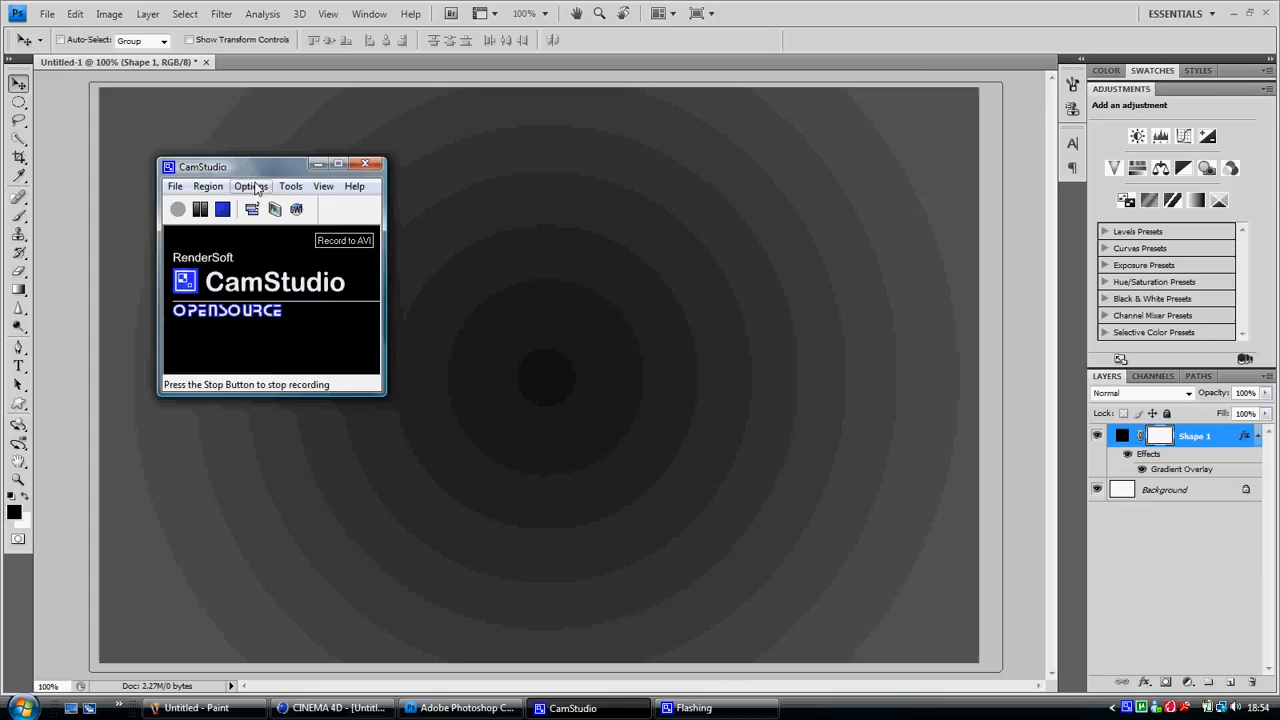 Ps File Edit Image Layer Select Filter Analysis 3D View Window Help Br 100% ESSENTIALS
Auto-Select: Group Show Transform Controls
Untitled-1 @ 100% (Shape 1, RGB/8) *
COLOR SWATCHES STYLES
ADJUSTMENTS
Add an adjustment
CamStudio
File Region Options Tools View Help
Record to AVI
RenderSoft
CamStudio
OPENSOURCE
Press the Stop Button to stop recording
Levels Presets
Curves Presets
Exposure Presets
Hue/Saturation Presets
Black & White Presets
Channel Mixer Presets
Selective Color Presets
LAYERS CHANNELS PATHS
Normal Opacity: 100%
Lock: Fill: 100%
Shape 1 fx
Effects
Gradient Overlay
Background
100% Doc: 2.27M/0 bytes
Untitled - Paint CINEMA 4D - [Untitl... Adobe Photoshop C... CamStudio Flashing 18:54